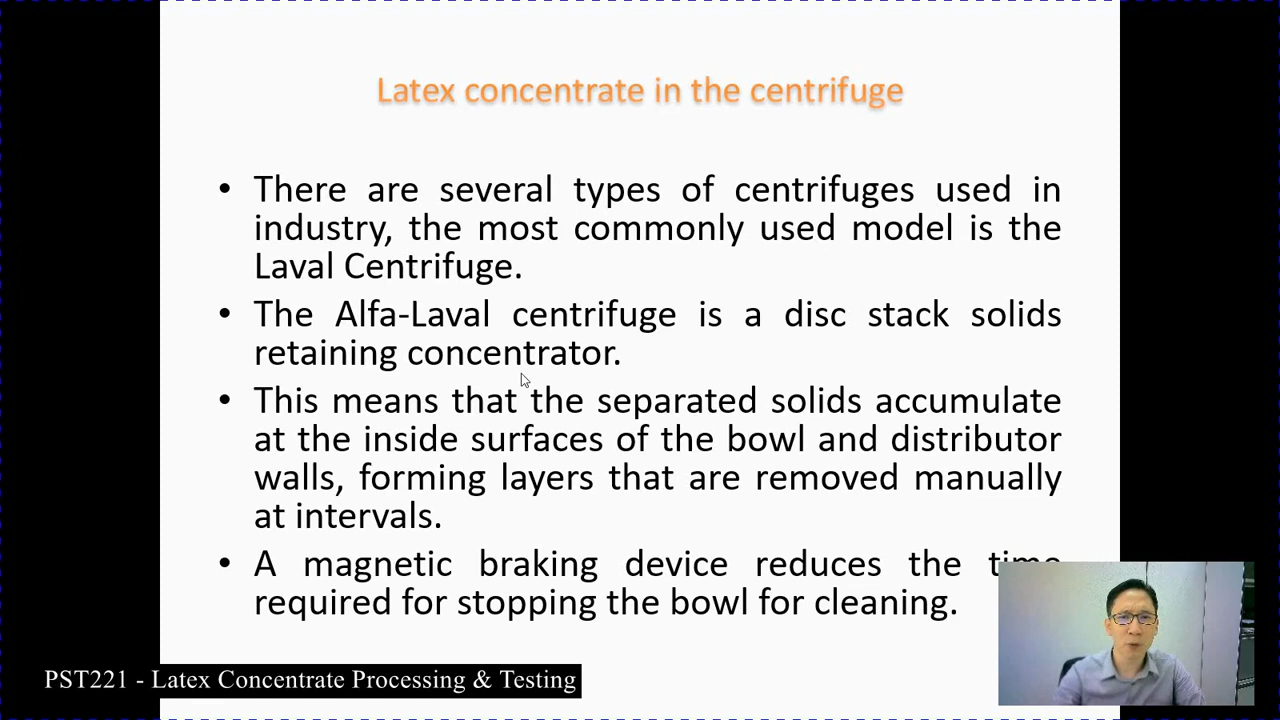 Latex concentrate in the centrifuge
• There are several types of centrifuges used in
industry, the most commonly used model is the
Laval Centrifuge.
• The Alfa-Laval centrifuge is a disc stack solids
retaining concentrator.
• This means that the separated solids accumulate
at the inside surfaces of the bowl and distributor
walls, forming layers that are removed manually
at intervals.
• A magnetic braking device reduces the time
required for stopping the bowl for cleaning.
PST221 - Latex Concentrate Processing & Testing